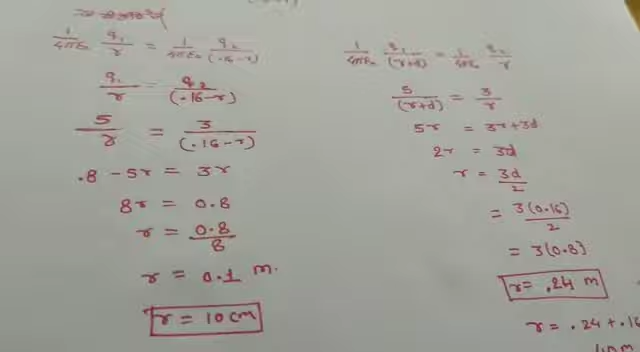 1/4πε₀ q₁/r = 1/4πε₀ q₂/(.16-r)
q₁/r = q₂/(.16-r)
5/r = 3/(.16-r)
.8 - 5r = 3r
8r = 0.8
r = 0.8/8
r = 0.1 m.
r = 10 cm
1/4πε₀ q₁/(r+d) = 1/4πε₀ q₂/r
5/(r+d) = 3/r
5r = 3r+3d
2r = 3d
r = 3d/2
= 3(0.16)/2
= 3(0.8)
r = .24 m
r = .24 + .16